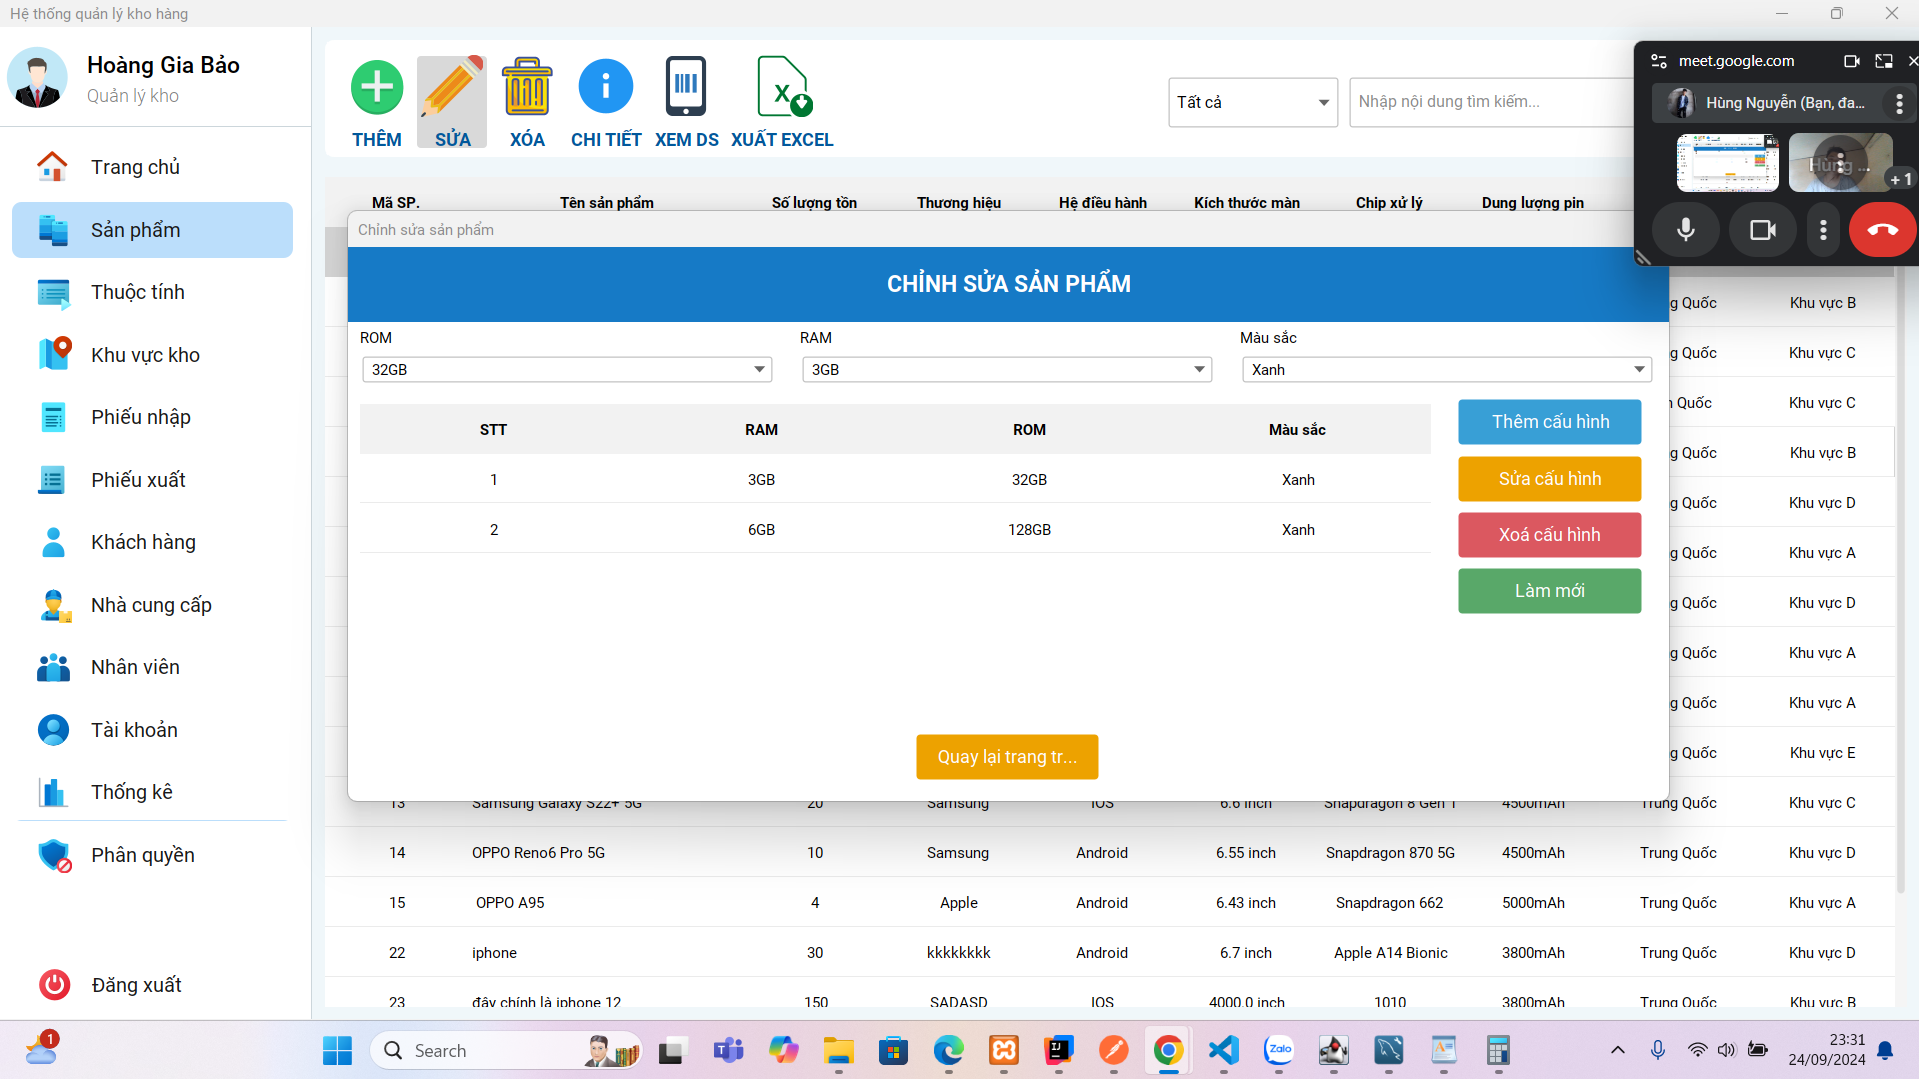 Hệ thống quản lý kho hàng
Hoàng Gia Bảo
Quản lý kho
Trang chủ
Sản phẩm
Thuộc tính
Khu vực kho
Phiếu nhập
Phiếu xuất
Khách hàng
Nhà cung cấp
Nhân viên
Tài khoản
Thống kê
Phân quyền
Đăng xuất
THÊM SỬA XÓA CHI TIẾT XEM DS XUẤT EXCEL
Tất cả
Nhập nội dung tìm kiếm...
meet.google.com
Hùng Nguyễn (Bạn, đa...
Hùng ...
+ 1
Mã SP. Tên sản phẩm Số lượng tồn Thương hiệu Hệ điều hành Kích thước màn Chip xử lý Dung lượng pin
Chỉnh sửa sản phẩm
CHỈNH SỬA SẢN PHẨM
ROM RAM Màu sắc
32GB 3GB Xanh
STT RAM ROM Màu sắc
1 3GB 32GB Xanh
2 6GB 128GB Xanh
Thêm cấu hình
Sửa cấu hình
Xoá cấu hình
Làm mới
Quay lại trang tr...
g Quốc Khu vực B
g Quốc Khu vực C
n Quốc Khu vực C
g Quốc Khu vực B
g Quốc Khu vực D
g Quốc Khu vực A
g Quốc Khu vực D
g Quốc Khu vực A
g Quốc Khu vực A
g Quốc Khu vực E
13 Samsung Galaxy S22+ 5G 20 Samsung IOS 6.6 inch Snapdragon 8 Gen 1 4500mAh Trung Quốc Khu vực C
14 OPPO Reno6 Pro 5G 10 Samsung Android 6.55 inch Snapdragon 870 5G 4500mAh Trung Quốc Khu vực D
15 OPPO A95 4 Apple Android 6.43 inch Snapdragon 662 5000mAh Trung Quốc Khu vực A
22 iphone 30 kkkkkkkk Android 6.7 inch Apple A14 Bionic 3800mAh Trung Quốc Khu vực D
23 đây chính là iphone 12 150 SADASD IOS 4000.0 inch 1010 3800mAh Trung Quốc Khu vực B
1
Search
Zalo
23:31
24/09/2024